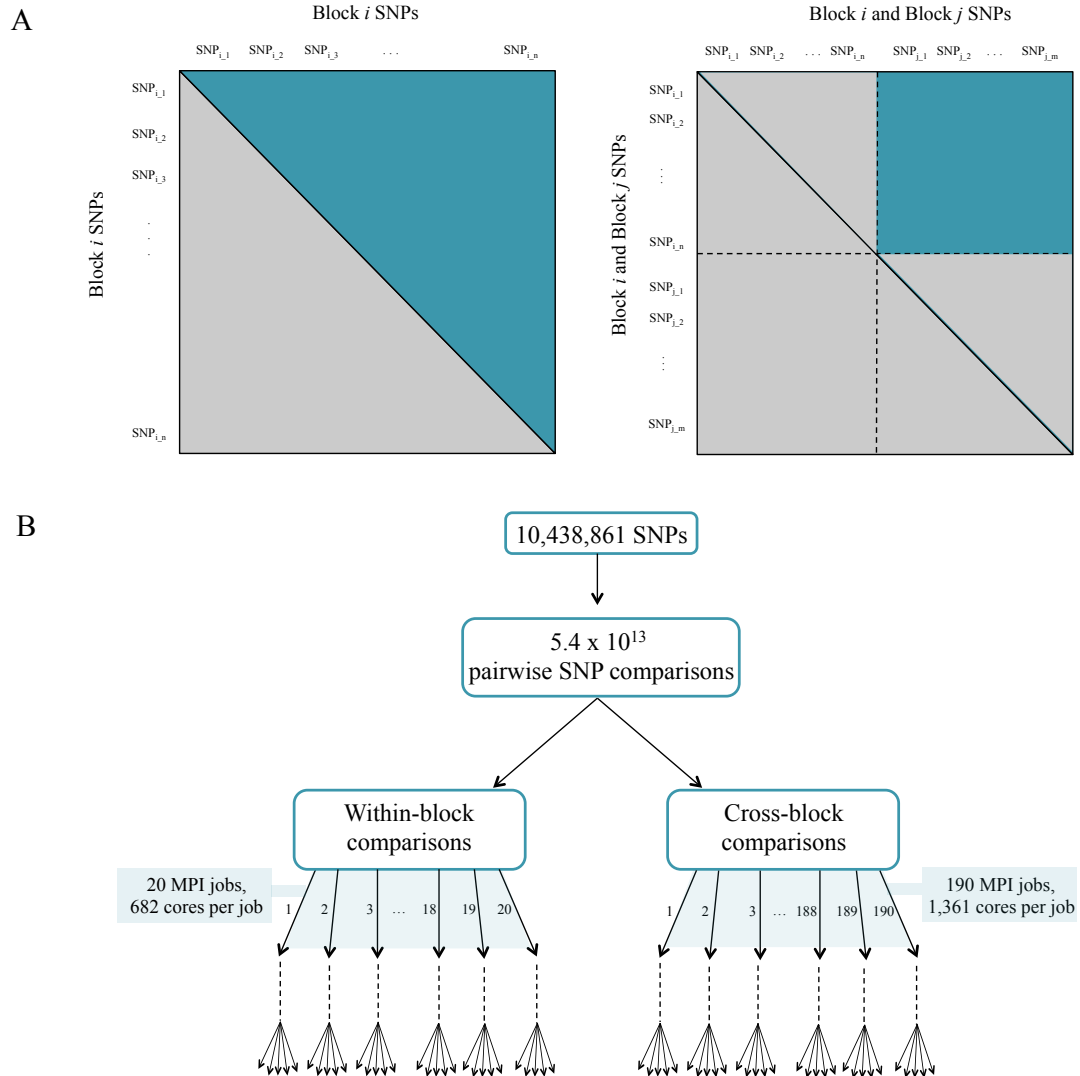 A
Block i SNPs
SNPi_1 SNPi_2 SNPi_3 ... SNPi_n
Block i SNPs
SNPi_1
SNPi_2
SNPi_3
.
.
.
SNPi_n
Block i and Block j SNPs
SNPi_1 SNPi_2 ... SNPi_n SNPj_1 SNPj_2 ... SNPj_m
Block i and Block j SNPs
SNPi_1
SNPi_2
...
SNPi_n
SNPj_1
SNPj_2
...
SNPj_m
B
10,438,861 SNPs
5.4 x 10¹³
pairwise SNP comparisons
Within-block
comparisons
Cross-block
comparisons
20 MPI jobs,
682 cores per job
1 2 3 ... 18 19 20
1 2 3 ... 188 189 190
190 MPI jobs,
1,361 cores per job